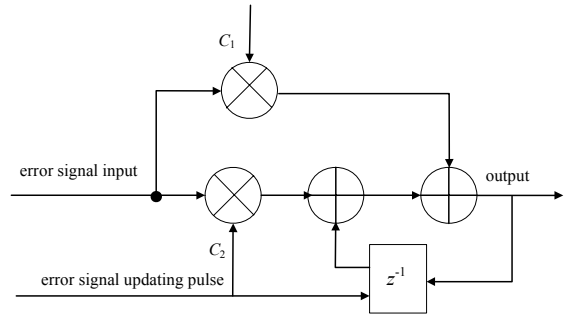 C₁
error signal input
output
C₂
error signal updating pulse
z⁻¹